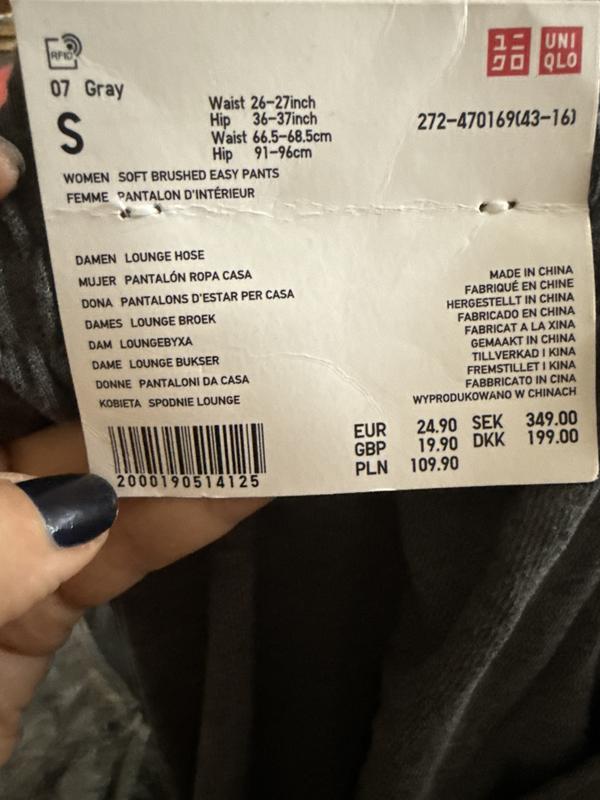 RFID
ユニ
クロ
UNI
QLO
07 Gray
S
Waist 26-27inch
Hip 36-37inch
Waist 66.5-68.5cm
Hip 91-96cm
272-470169(43-16)
WOMEN SOFT BRUSHED EASY PANTS
FEMME PANTALON D'INTÉRIEUR
DAMEN LOUNGE HOSE
MUJER PANTALÓN ROPA CASA
DONA PANTALONS D'ESTAR PER CASA
DAMES LOUNGE BROEK
DAM LOUNGEBYXA
DAME LOUNGE BUKSER
DONNE PANTALONI DA CASA
KOBIETA SPODNIE LOUNGE
MADE IN CHINA
FABRIQUÉ EN CHINE
HERGESTELLT IN CHINA
FABRICADO EN CHINA
FABRICAT A LA XINA
GEMAAKT IN CHINA
TILLVERKAD I KINA
FREMSTILLET I KINA
FABBRICATO IN CINA
WYPRODUKOWANO W CHINACH
2000190514125
EUR 24.90 SEK 349.00
GBP 19.90 DKK 199.00
PLN 109.90